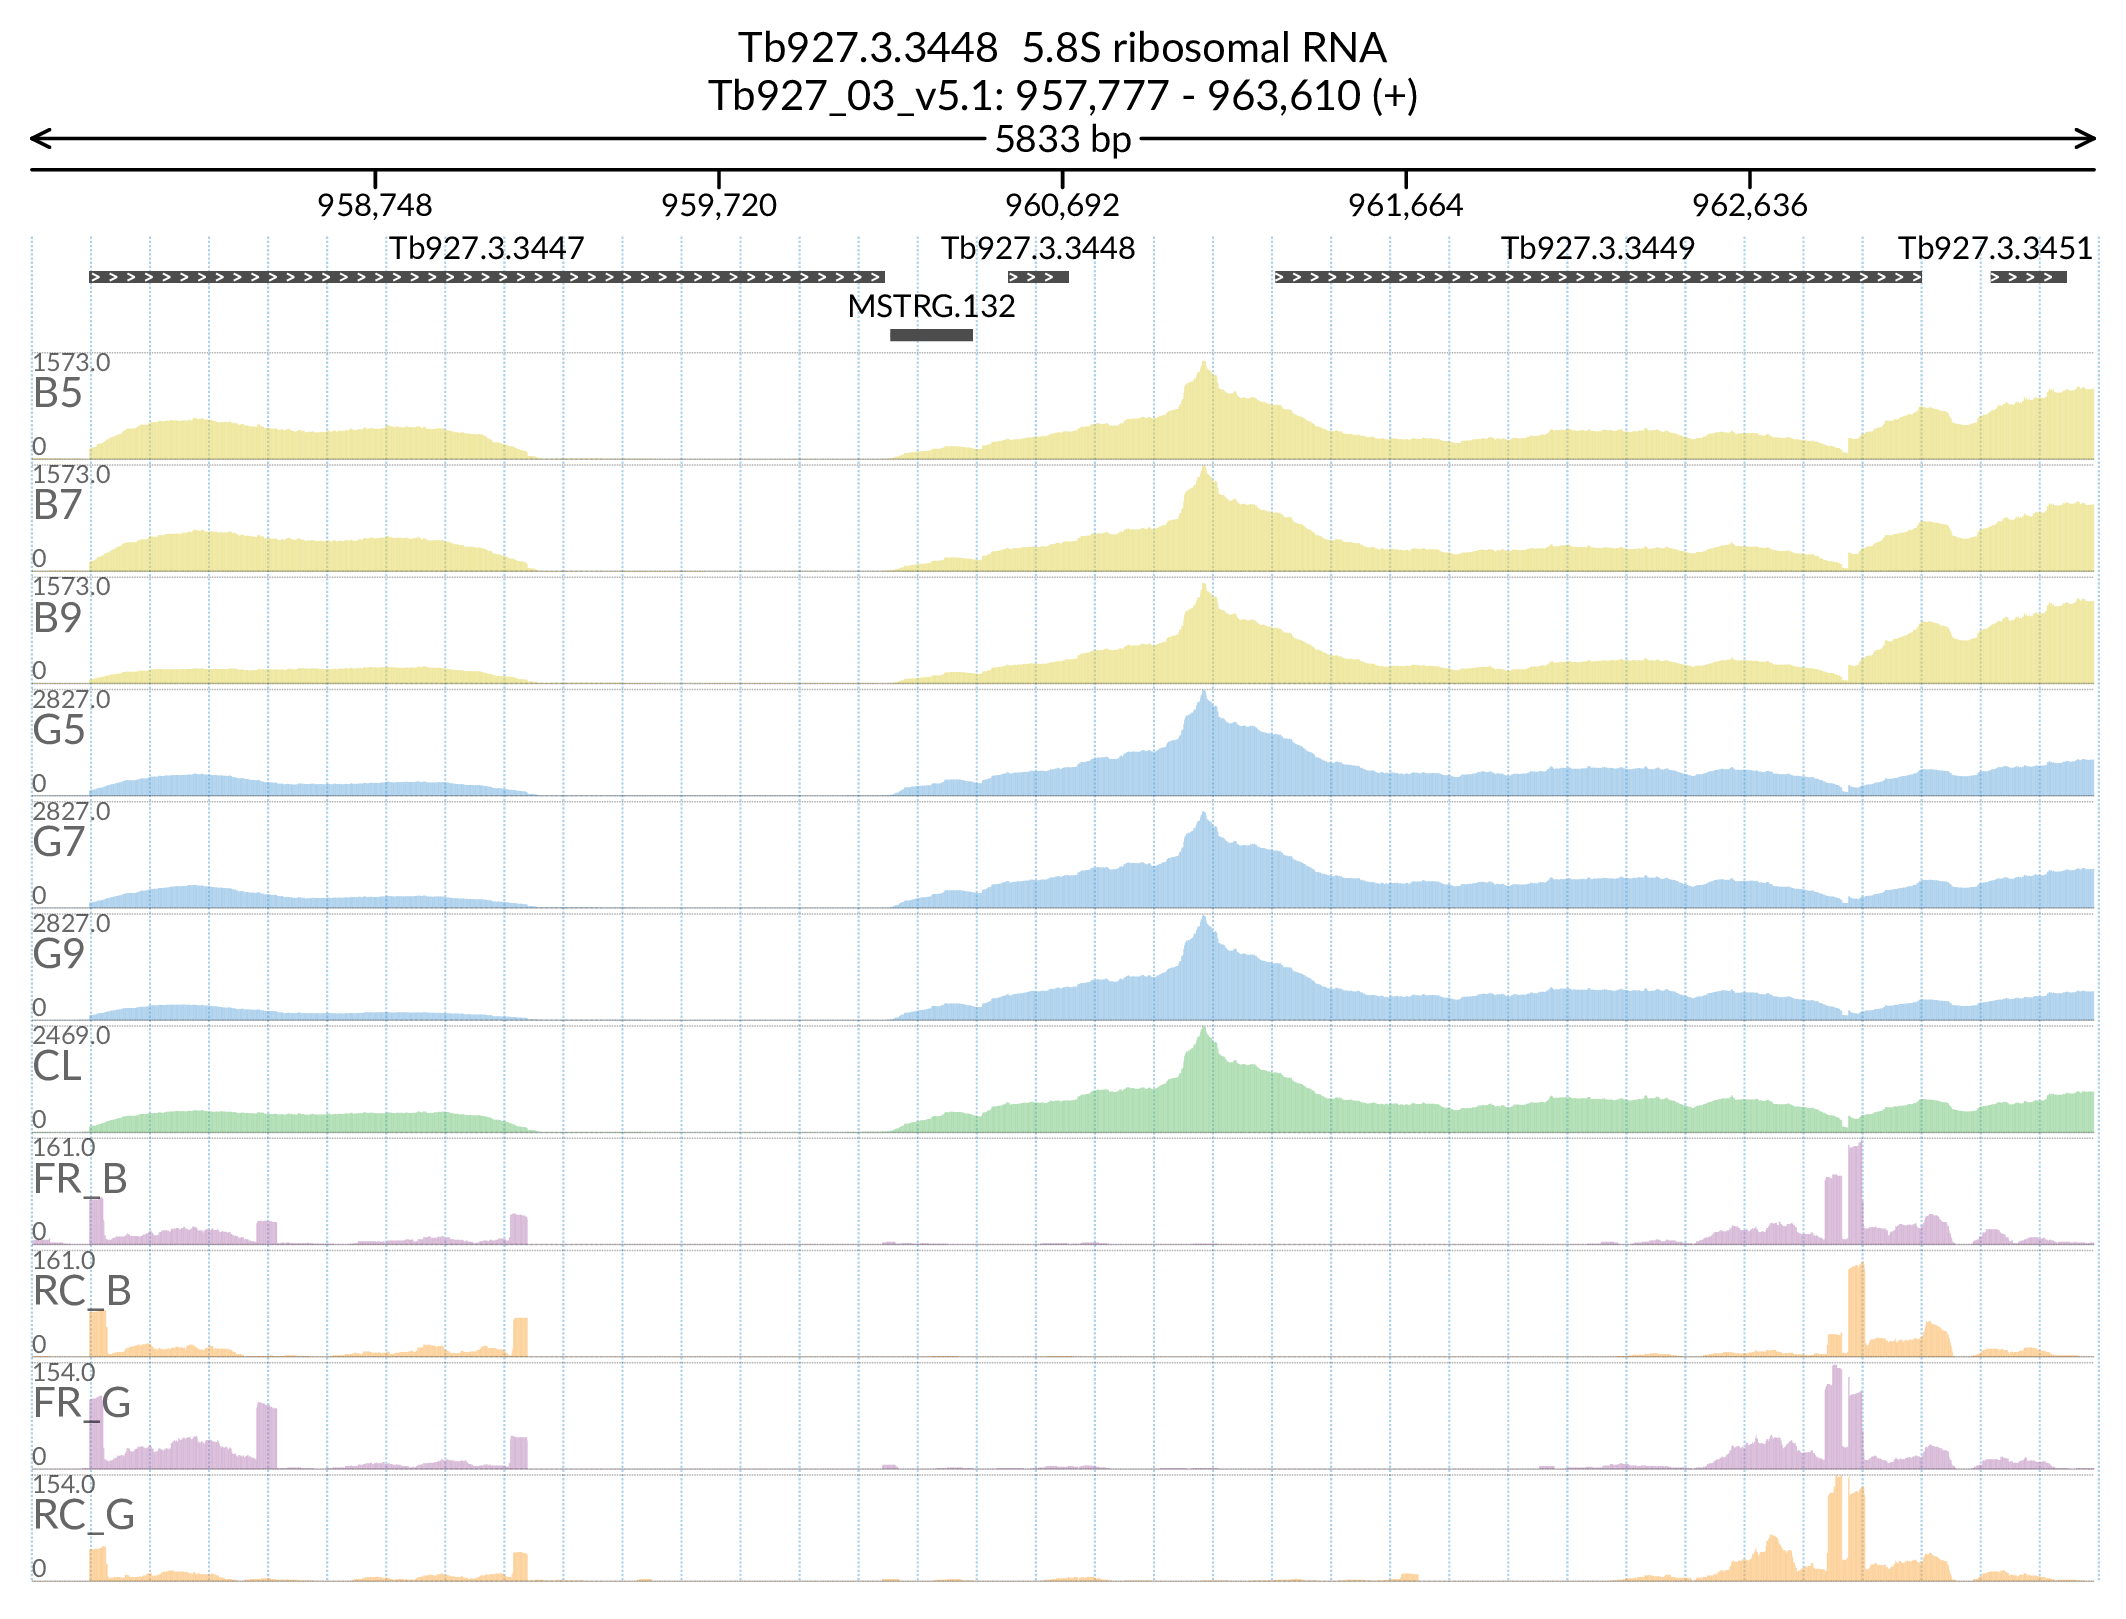 Tb927.3.3448  5.8S ribosomal RNA
Tb927_03_v5.1: 957,777 - 963,610 (+)
5833 bp
958,748 959,720 960,692 961,664 962,636
Tb927.3.3447 Tb927.3.3448 Tb927.3.3449 Tb927.3.3451
MSTRG.132
1573.0
B5
0
1573.0
B7
0
1573.0
B9
0
2827.0
G5
0
2827.0
G7
0
2827.0
G9
0
2469.0
CL
0
161.0
FR_B
0
161.0
RC_B
0
154.0
FR_G
0
154.0
RC_G
0